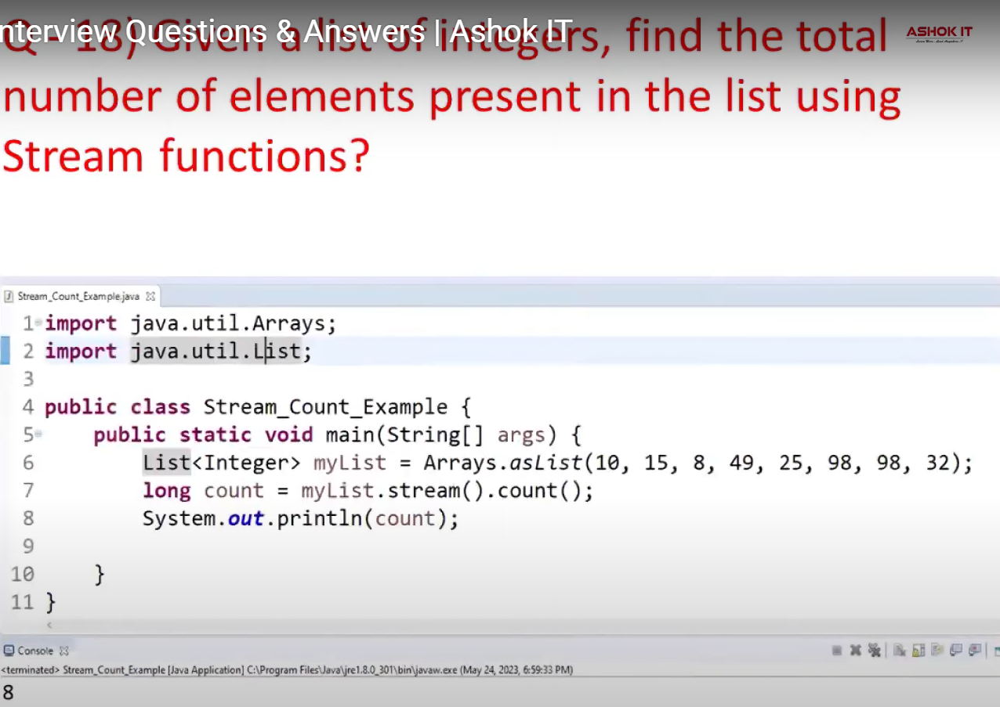 nterview Questions & Answers | Ashok IT
Q - 18) Given a list of integers, find the total
ASHOK IT
number of elements present in the list using
Stream functions?
Stream_Count_Example.java
1 import java.util.Arrays;
2 import java.util.List;
3
4 public class Stream_Count_Example {
5 public static void main(String[] args) {
6 List<Integer> myList = Arrays.asList(10, 15, 8, 49, 25, 98, 98, 32);
7 long count = myList.stream().count();
8 System.out.println(count);
9
10 }
11 }
Console
<terminated> Stream_Count_Example [Java Application] C:\Program Files\Java\jre1.8.0_301\bin\javaw.exe (May 24, 2023, 6:59:33 PM)
8